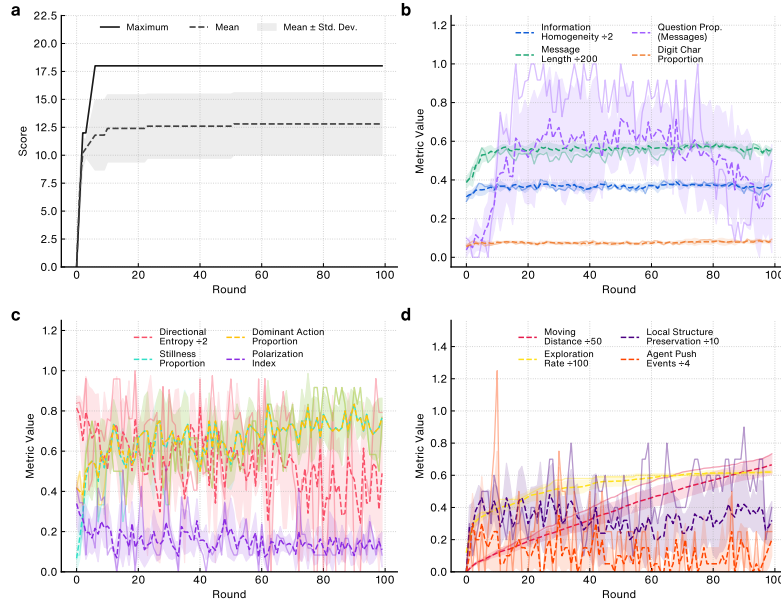 a
Maximum
Mean
Mean ± Std. Dev.
22.5
20.0
17.5
15.0
12.5
10.0
7.5
5.0
2.5
0.0
Score
0
20
40
60
80
100
Round
b
Information
Homogeneity ÷2
Message
Length ÷200
Question Prop.
(Messages)
Digit Char
Proportion
1.2
1.0
0.8
0.6
0.4
0.2
0.0
Metric Value
0
20
40
60
80
100
Round
c
Directional
Entropy ÷2
Stillness
Proportion
Dominant Action
Proportion
Polarization
Index
1.2
1.0
0.8
0.6
0.4
0.2
0.0
Metric Value
0
20
40
60
80
100
Round
d
Moving
Distance ÷50
Exploration
Rate ÷100
Local Structure
Preservation ÷10
Agent Push
Events ÷4
1.4
1.2
1.0
0.8
0.6
0.4
0.2
0.0
Metric Value
0
20
40
60
80
100
Round